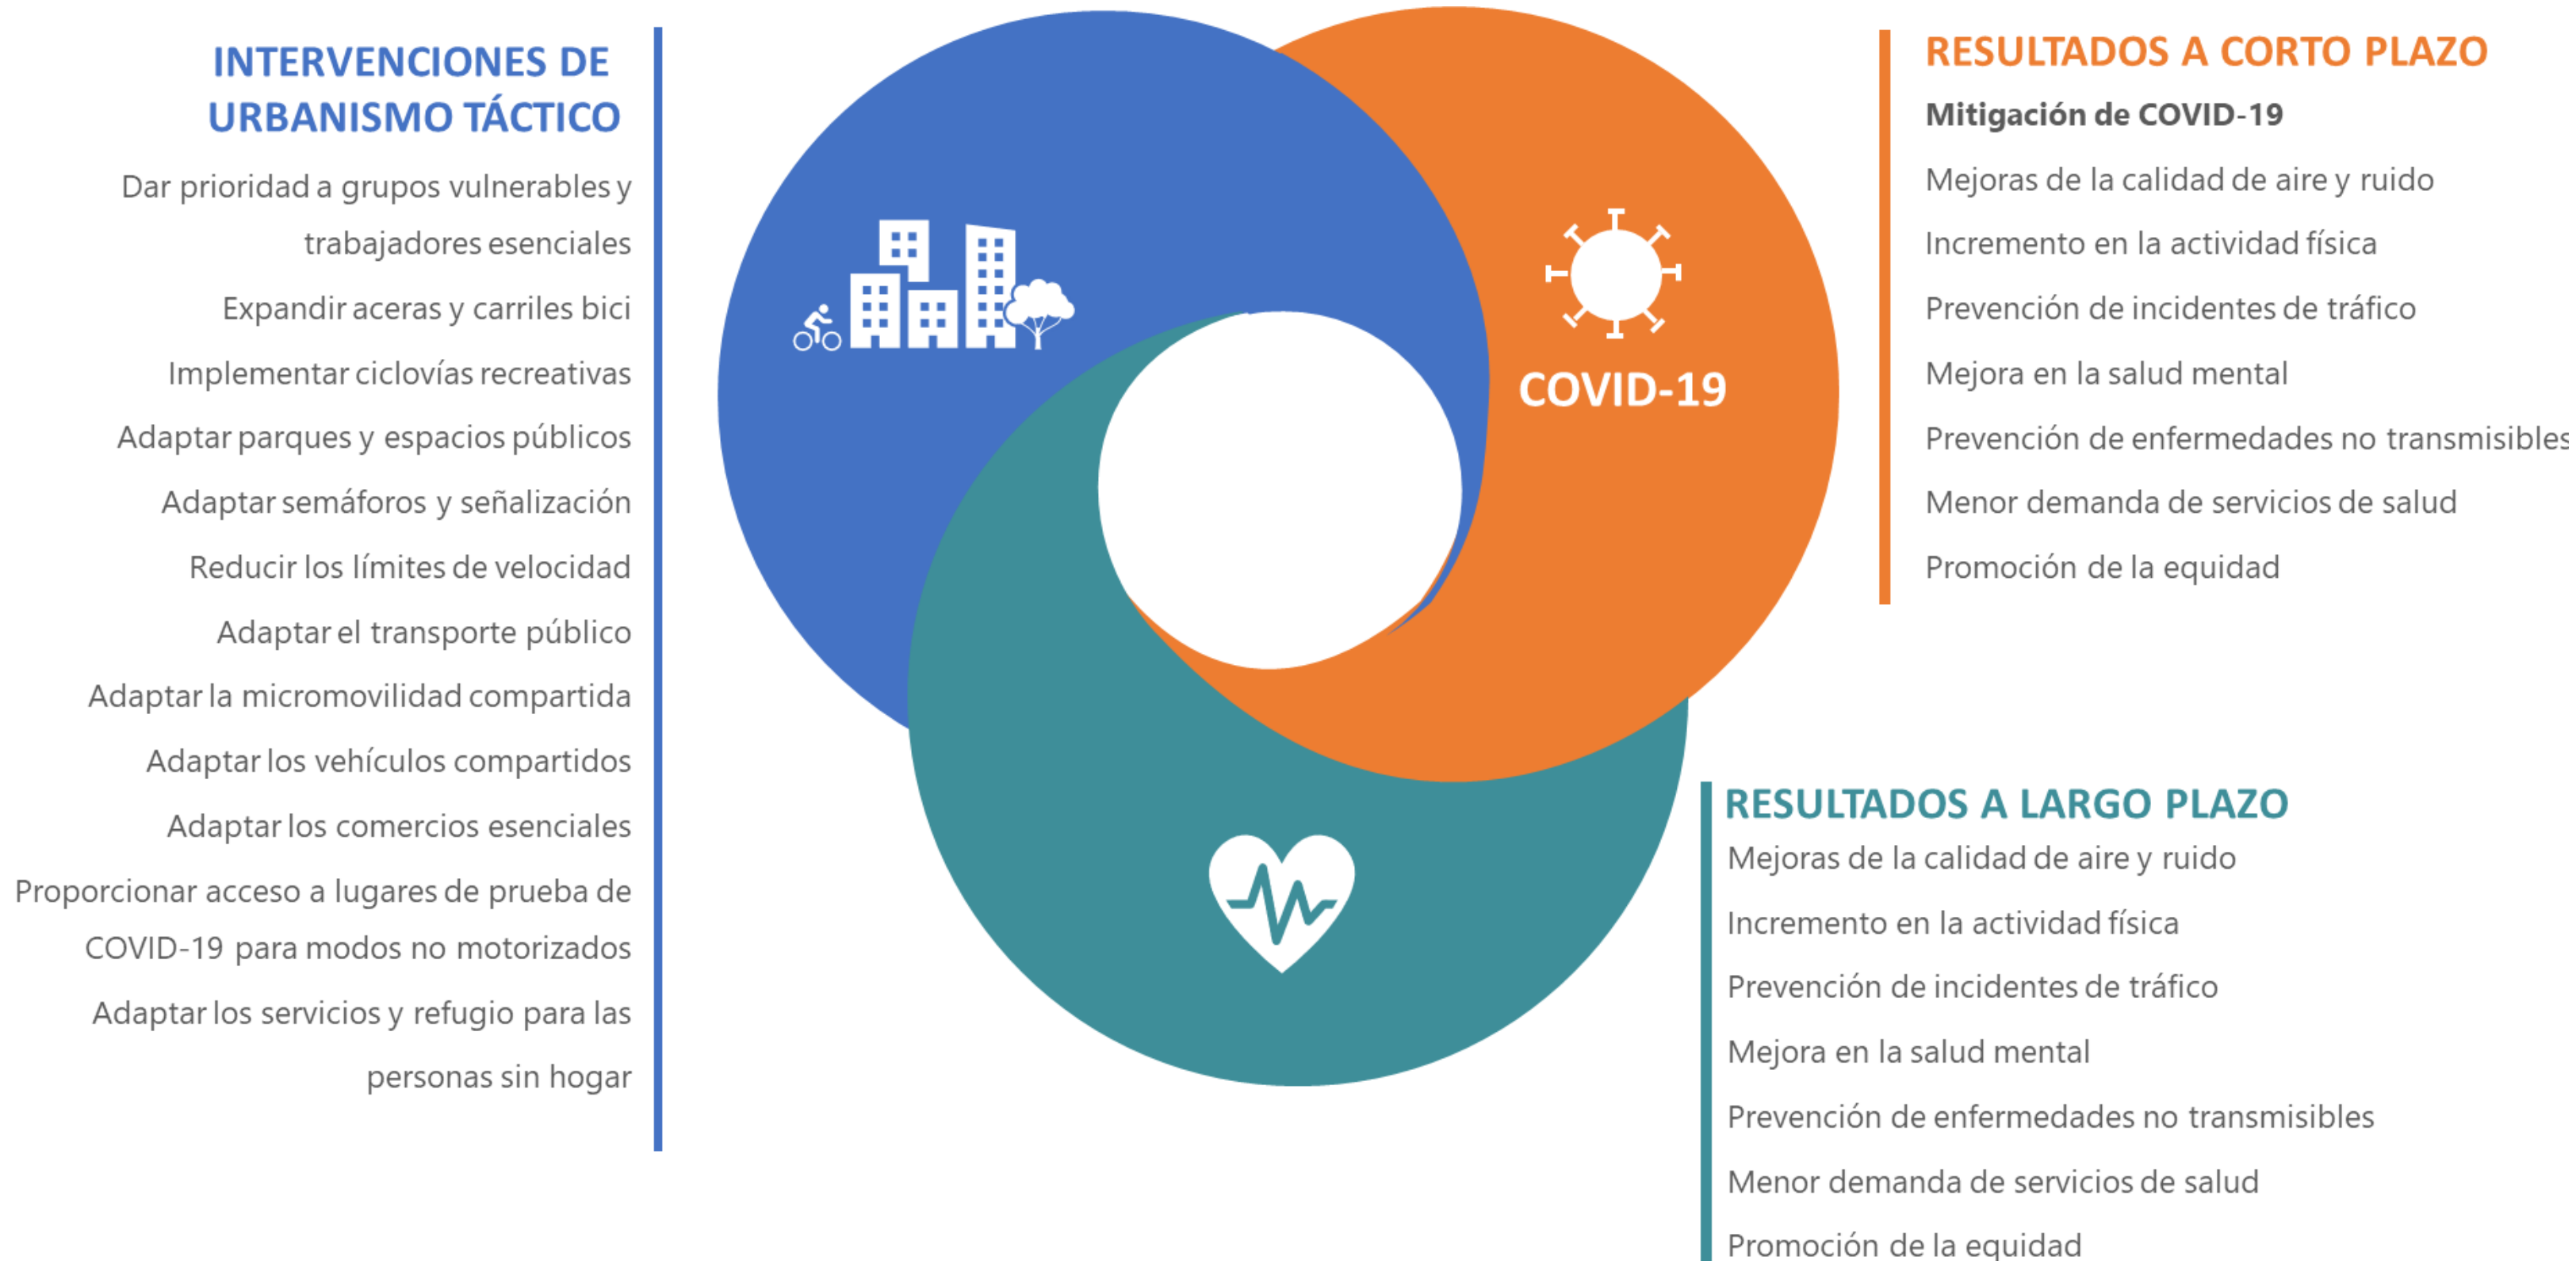 INTERVENCIONES DE
URBANISMO TÁCTICO
Dar prioridad a grupos vulnerables y
trabajadores esenciales
Expandir aceras y carriles bici
Implementar ciclovías recreativas
Adaptar parques y espacios públicos
Adaptar semáforos y señalización
Reducir los límites de velocidad
Adaptar el transporte público
Adaptar la micromovilidad compartida
Adaptar los vehículos compartidos
Adaptar los comercios esenciales
Proporcionar acceso a lugares de prueba de
COVID-19 para modos no motorizados
Adaptar los servicios y refugio para las
personas sin hogar
COVID-19
RESULTADOS A CORTO PLAZO
Mitigación de COVID-19
Mejoras de la calidad de aire y ruido
Incremento en la actividad física
Prevención de incidentes de tráfico
Mejora en la salud mental
Prevención de enfermedades no transmisibles
Menor demanda de servicios de salud
Promoción de la equidad
RESULTADOS A LARGO PLAZO
Mejoras de la calidad de aire y ruido
Incremento en la actividad física
Prevención de incidentes de tráfico
Mejora en la salud mental
Prevención de enfermedades no transmisibles
Menor demanda de servicios de salud
Promoción de la equidad